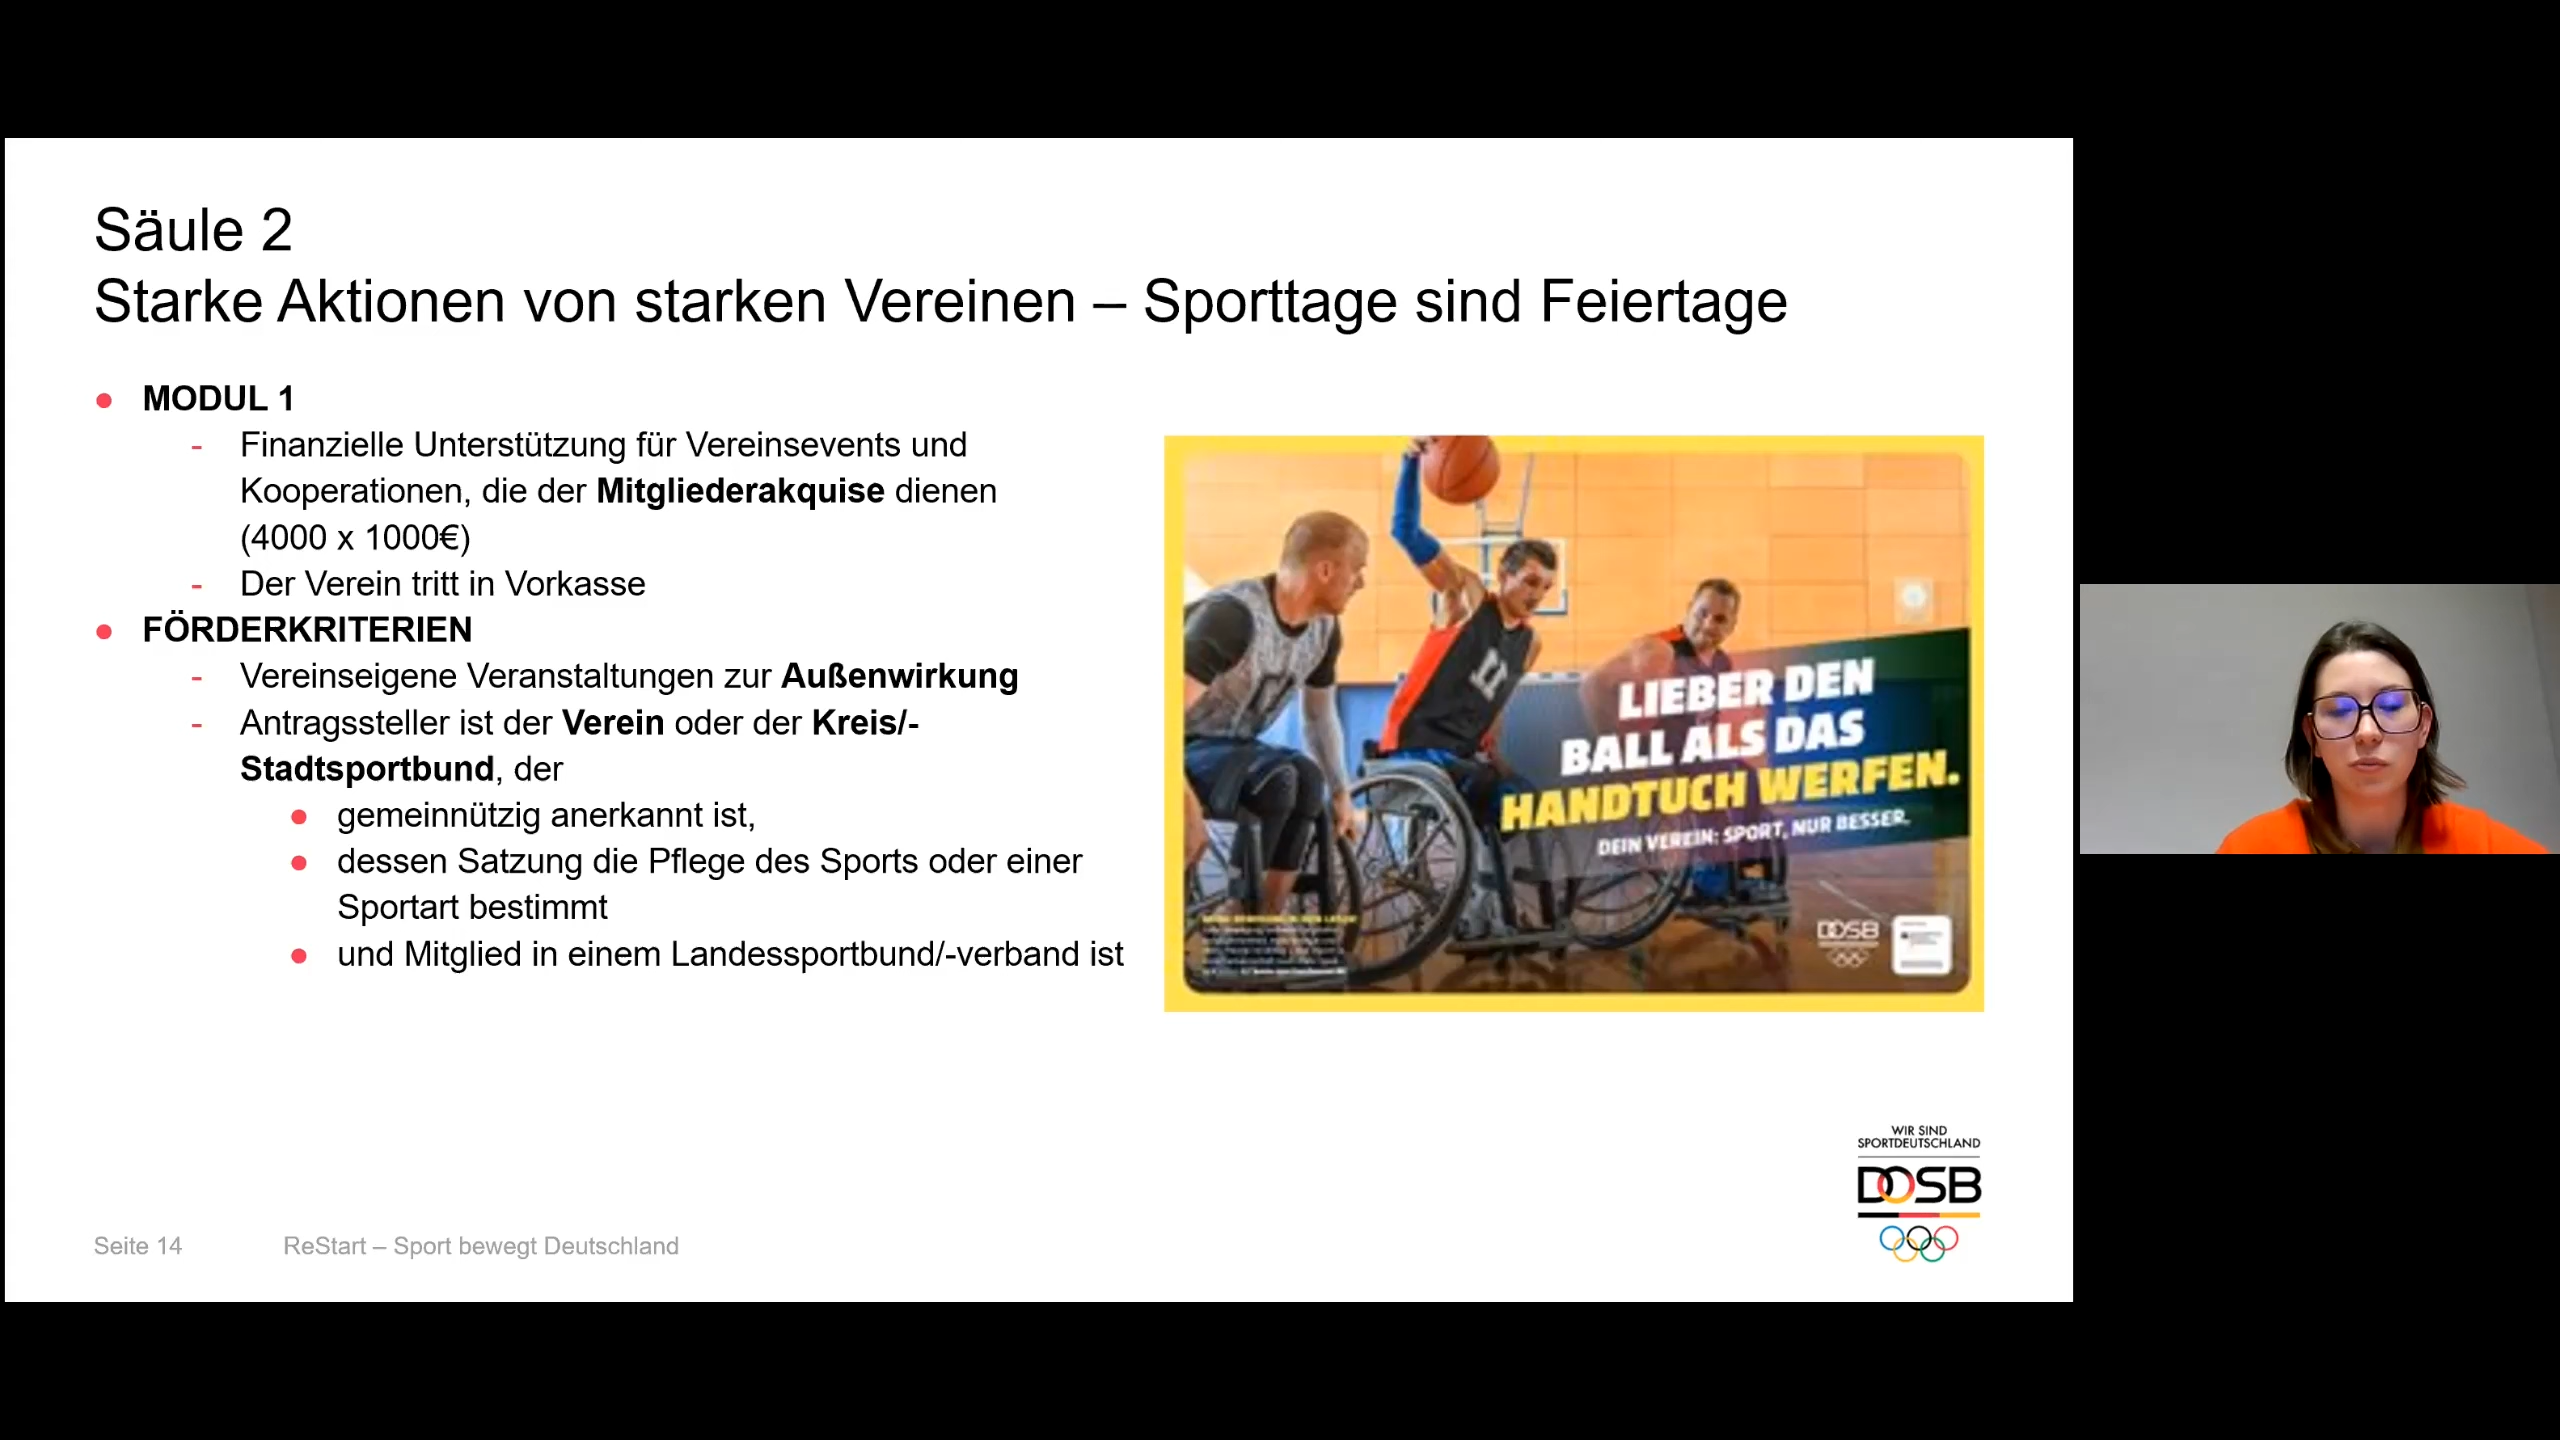 Säule 2
Starke Aktionen von starken Vereinen – Sporttage sind Feiertage
● MODUL 1
- Finanzielle Unterstützung für Vereinsevents und
Kooperationen, die der Mitgliederakquise dienen
(4000 x 1000€)
- Der Verein tritt in Vorkasse
● FÖRDERKRITERIEN
- Vereinseigene Veranstaltungen zur Außenwirkung
- Antragssteller ist der Verein oder der Kreis/-
Stadtsportbund, der
● gemeinnützig anerkannt ist,
● dessen Satzung die Pflege des Sports oder einer
Sportart bestimmt
● und Mitglied in einem Landessportbund/-verband ist
LIEBER DEN
BALL ALS DAS
HANDTUCH WERFEN.
DEIN VEREIN: SPORT, NUR BESSER.
DOSB
WIR SIND
SPORTDEUTSCHLAND
DOSB
Seite 14 ReStart – Sport bewegt Deutschland